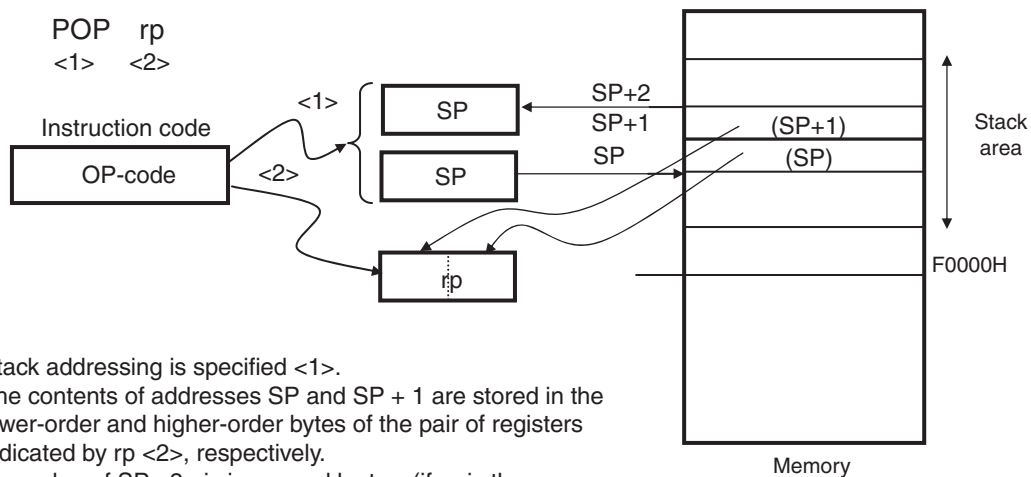 POP rp
<1> <2>
Instruction code
OP-code
<1>
<2>
SP
SP
rp
SP+2
SP+1
SP
(SP+1)
(SP)
Stack
area
F0000H
Memory
tack addressing is specified <1>.
he contents of addresses SP and SP + 1 are stored in the
wer-order and higher-order bytes of the pair of registers
dicated by rp <2>, respectively.